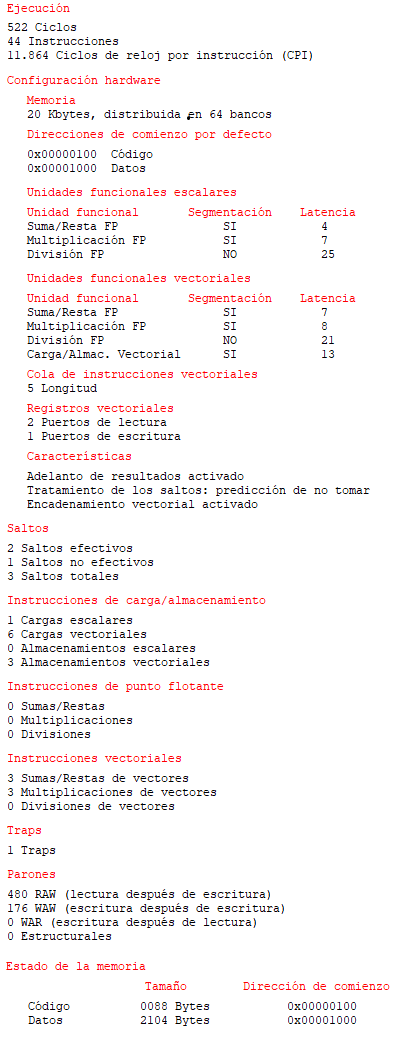 Ejecución
522 Ciclos
44 Instrucciones
11.864 Ciclos de reloj por instrucción (CPI)
Configuración hardware
Memoria
20 Kbytes, distribuida en 64 bancos
Direcciones de comienzo por defecto
0x00000100 Código
0x00001000 Datos
Unidades funcionales escalares
Unidad funcional Segmentación Latencia
Suma/Resta FP SI 4
Multiplicación FP SI 7
División FP NO 25
Unidades funcionales vectoriales
Unidad funcional Segmentación Latencia
Suma/Resta FP SI 7
Multiplicación FP SI 8
División FP NO 21
Carga/Almac. Vectorial SI 13
Cola de instrucciones vectoriales
5 Longitud
Registros vectoriales
2 Puertos de lectura
1 Puertos de escritura
Características
Adelanto de resultados activado
Tratamiento de los saltos: predicción de no tomar
Encadenamiento vectorial activado
Saltos
2 Saltos efectivos
1 Saltos no efectivos
3 Saltos totales
Instrucciones de carga/almacenamiento
1 Cargas escalares
6 Cargas vectoriales
0 Almacenamientos escalares
3 Almacenamientos vectoriales
Instrucciones de punto flotante
0 Sumas/Restas
0 Multiplicaciones
0 Divisiones
Instrucciones vectoriales
3 Sumas/Restas de vectores
3 Multiplicaciones de vectores
0 Divisiones de vectores
Traps
1 Traps
Parones
480 RAW (lectura después de escritura)
176 WAW (escritura después de escritura)
0 WAR (escritura después de lectura)
0 Estructurales
Estado de la memoria
Tamaño Dirección de comienzo
Código 0088 Bytes 0x00000100
Datos 2104 Bytes 0x00001000